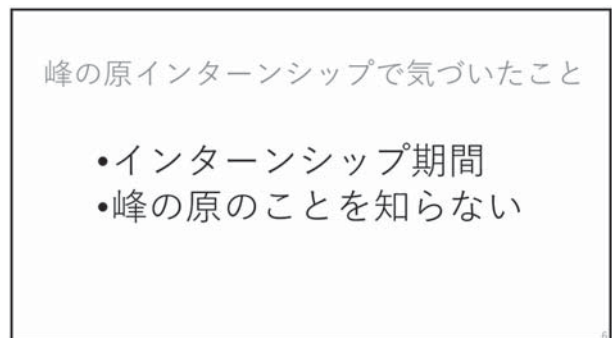 峰の原インターンシップで気づいたこと
•インターンシップ期間
•峰の原のことを知らない
6